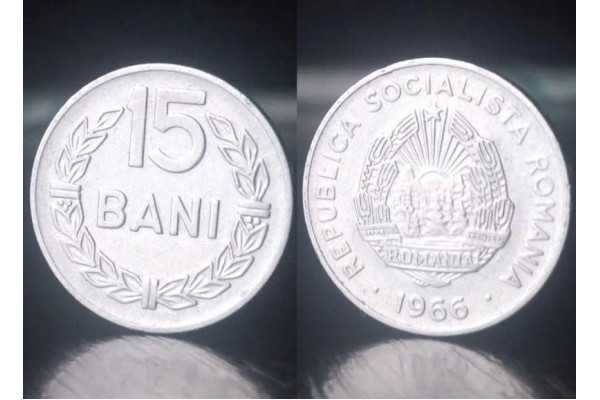 15
BANI
REPUBLICA SOCIALISTA ROMANIA
ROMANIA
· 1966 ·